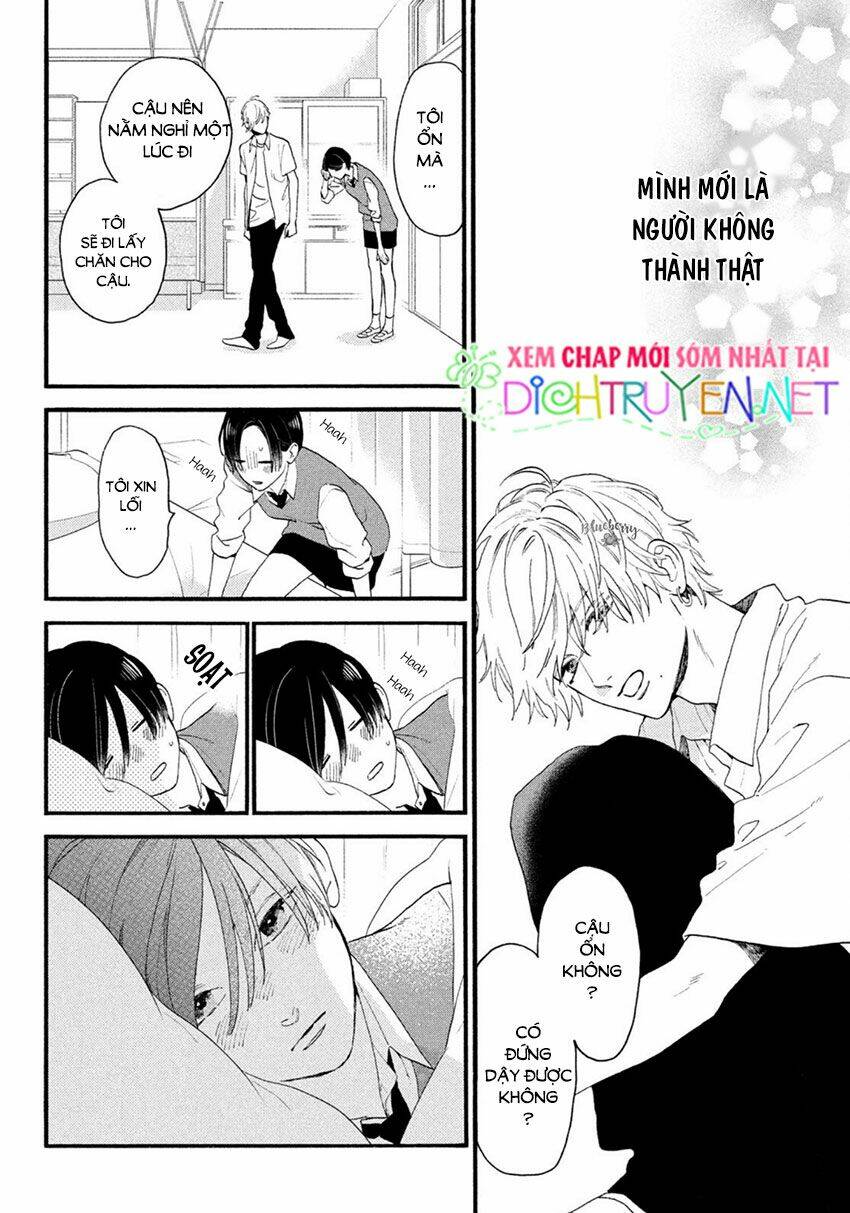 MÌNH MỚI LÀ
NGƯỜI KHÔNG
THÀNH THẬT
XEM CHAP MỚI SỚM NHẤT TẠI
DICHTRUYEN.NET
Blueberry
CẬU
ỔN
KHÔNG
?
CÓ
ĐỨNG
DẬY ĐƯỢC
KHÔNG
?
TÔI
ỔN
MÀ
...
CẬU NÊN
NẰM NGHỈ MỘT
LÚC ĐI
TÔI
SẼ ĐI LẤY
CHĂN CHO
CẬU.
Haah
Haah
TÔI XIN
LỖI
...
Haah
Haah
SOẠT